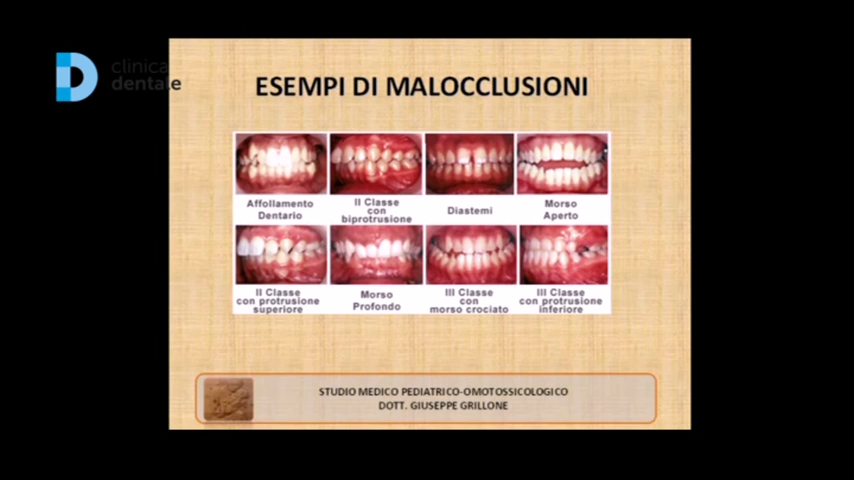 clinica
dentale
ESEMPI DI MALOCCLUSIONI
Affollamento
Dentario
II Classe
con
biprotrusione
Diastemi
Morso
Aperto
II Classe
con protrusione
superiore
Morso
Profondo
III Classe
con
morso crociato
III Classe
con protrusione
inferiore
STUDIO MEDICO PEDIATRICO-OMOTOSSICOLOGICO
DOTT. GIUSEPPE GRILLONE